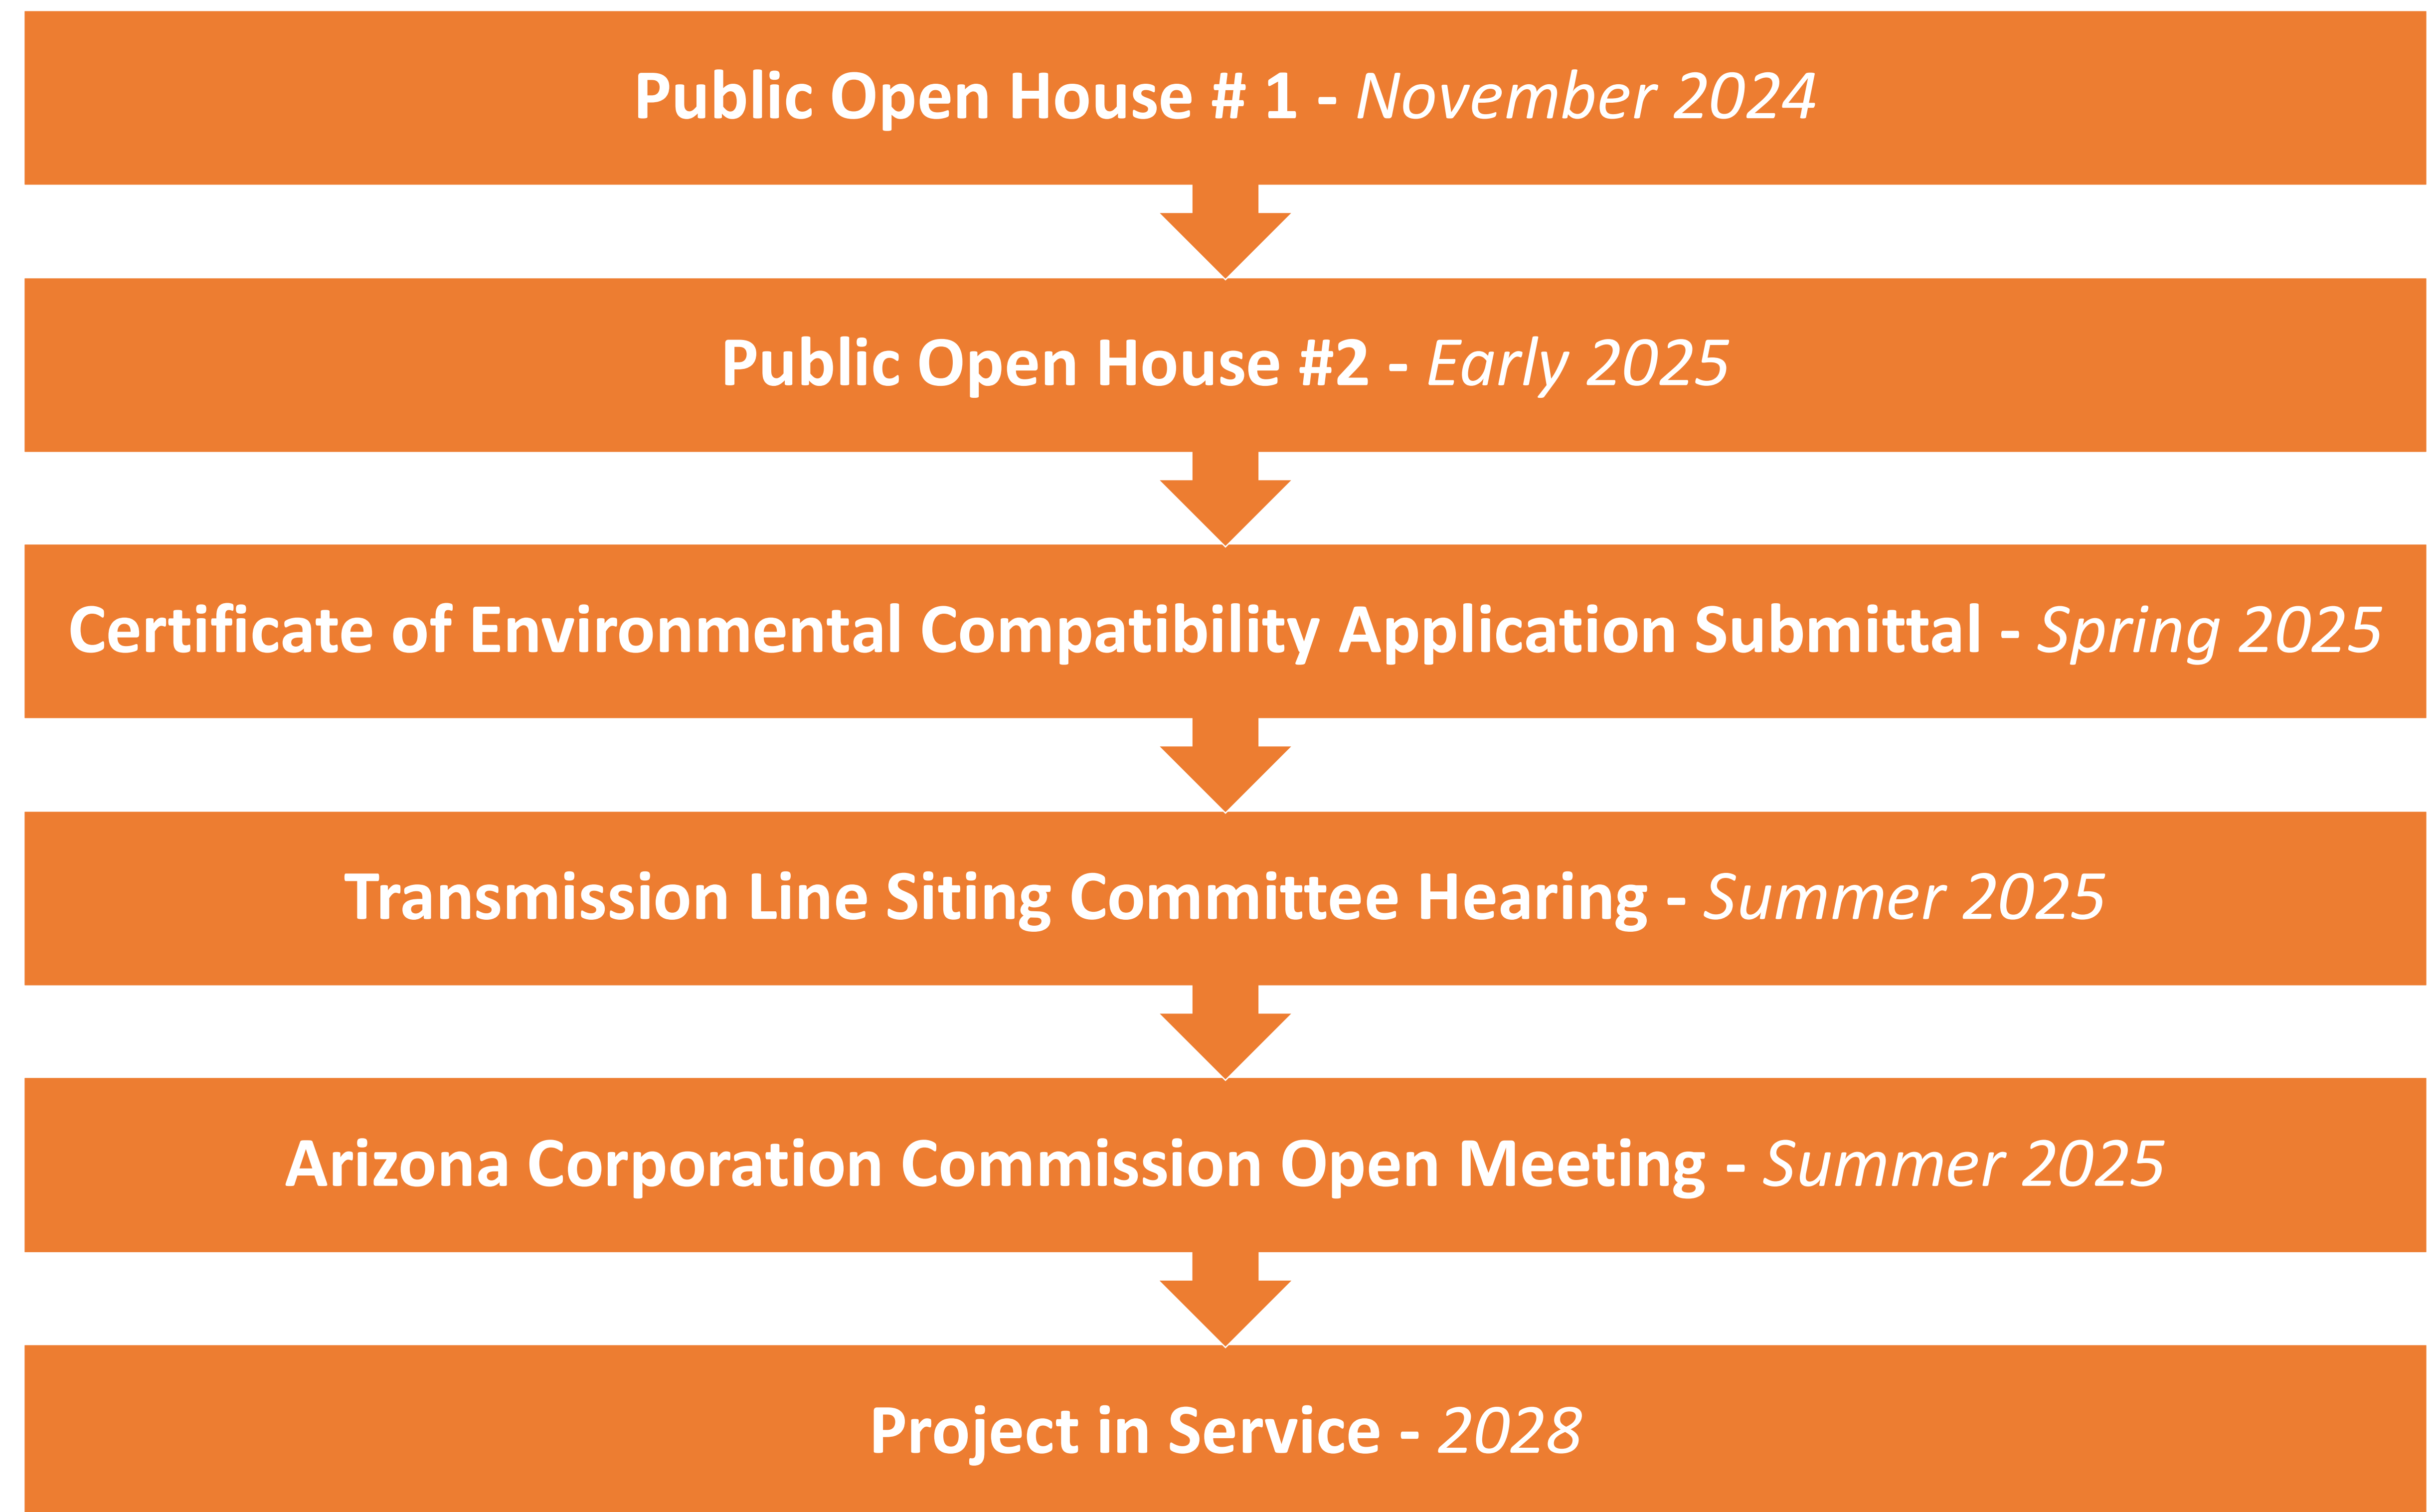 Public Open House # 1 - November 2024
Public Open House #2 - Early 2025
Certificate of Environmental Compatibility Application Submittal - Spring 2025
Transmission Line Siting Committee Hearing - Summer 2025
Arizona Corporation Commission Open Meeting - Summer 2025
Project in Service - 2028